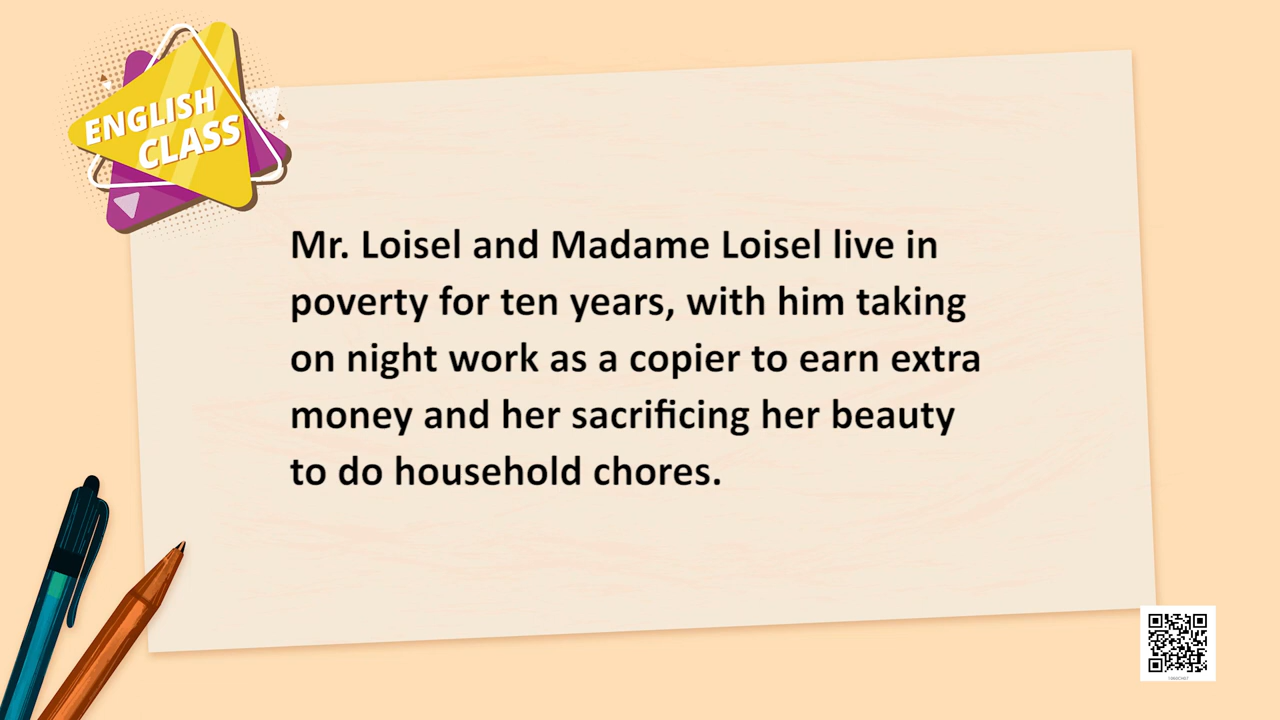 ENGLISH
CLASS
Mr. Loisel and Madame Loisel live in
poverty for ten years, with him taking
on night work as a copier to earn extra
money and her sacrificing her beauty
to do household chores.